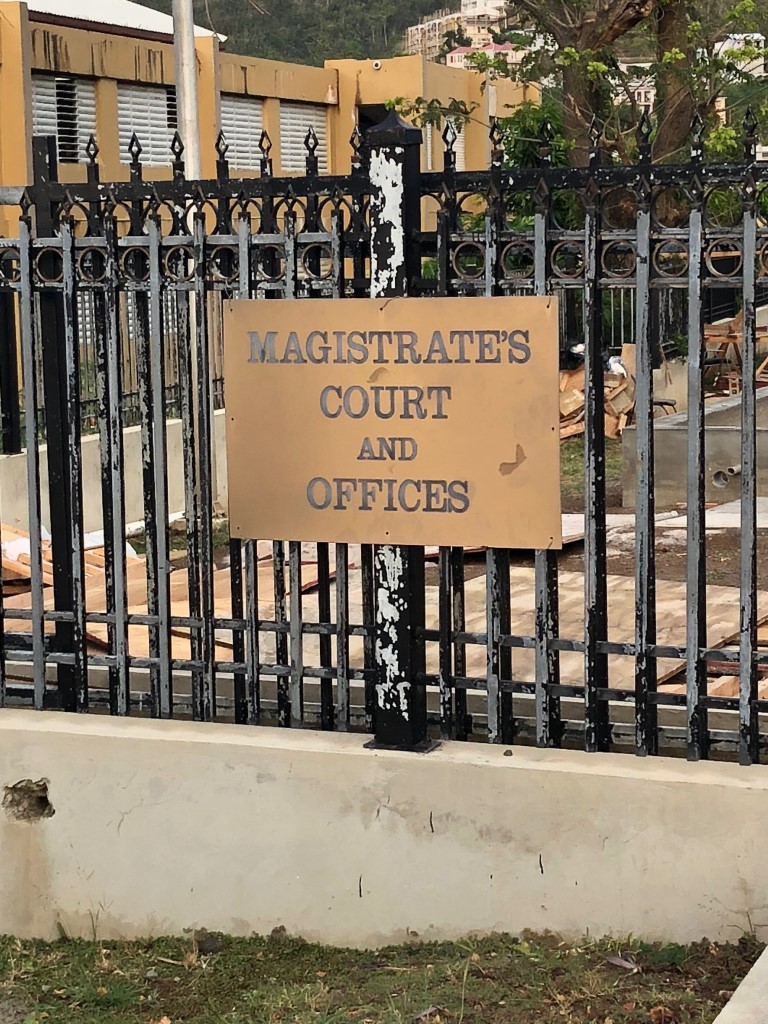 MAGISTRATE'S
COURT
AND
OFFICES